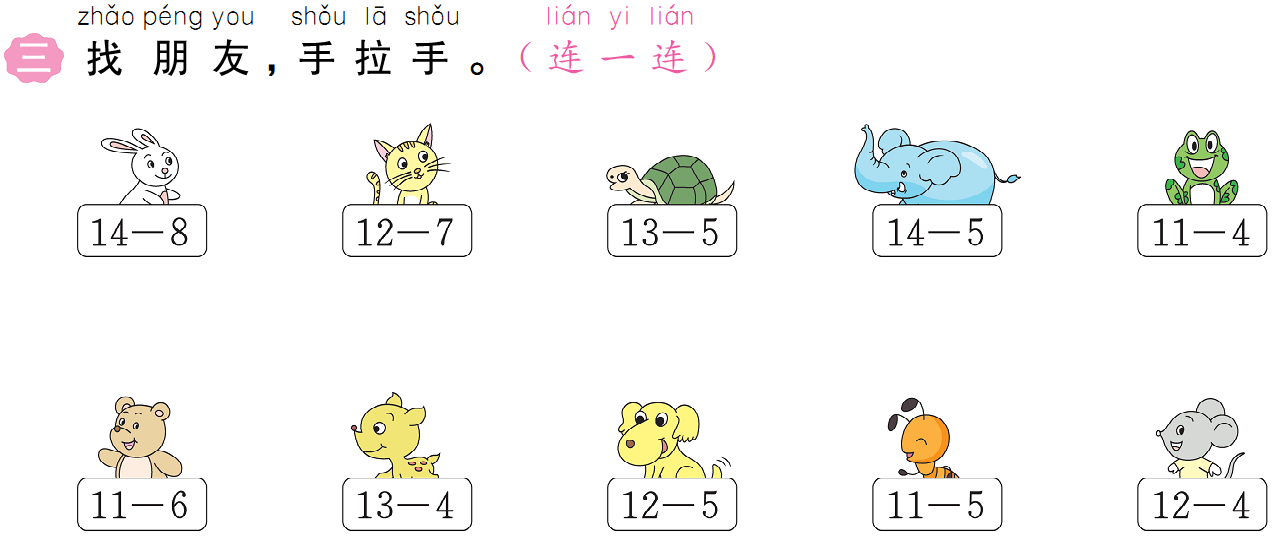 zhǎo péng you shǒu lā shǒu lián yi lián
三 找朋友，手拉手。（连一连）
14－8 12－7 13－5 14－5 11－4
11－6 13－4 12－5 11－5 12－4